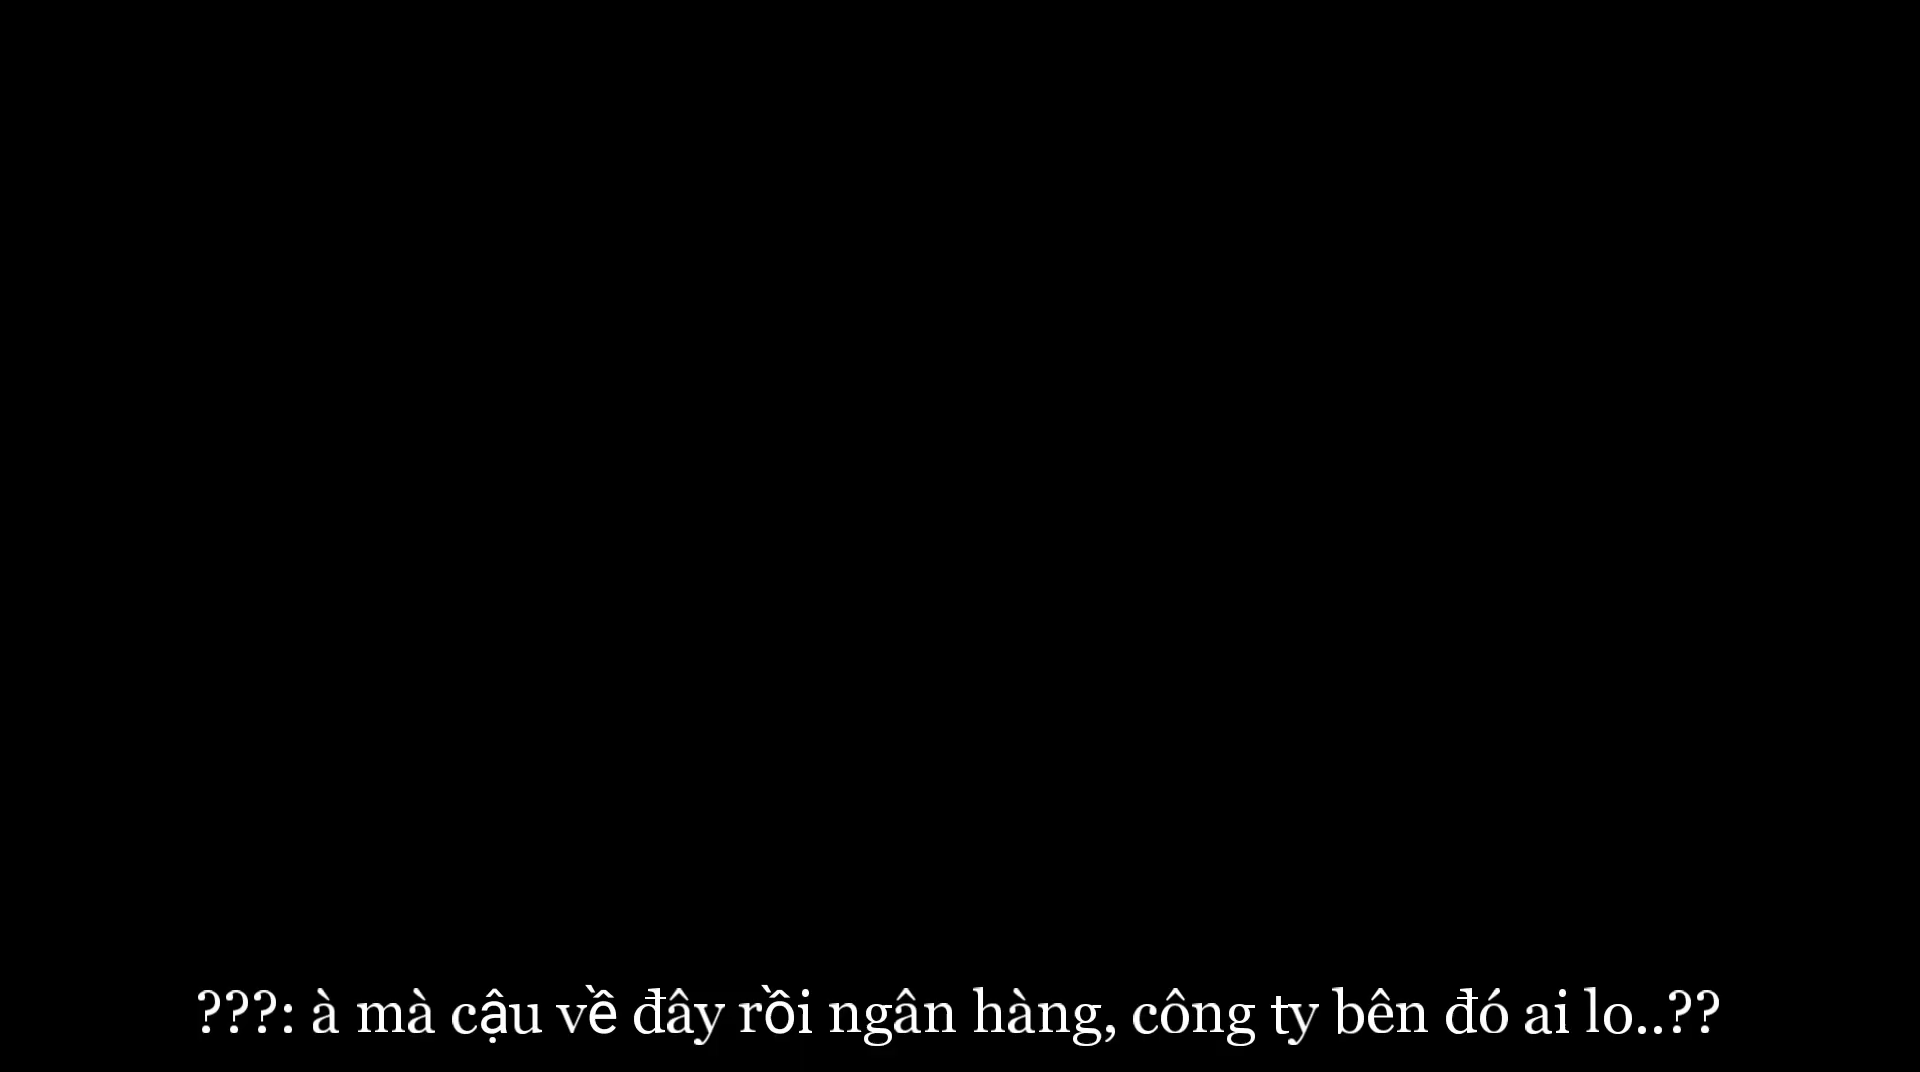 ???: à mà cậu về đây rồi ngân hàng, công ty bên đó ai lo..??